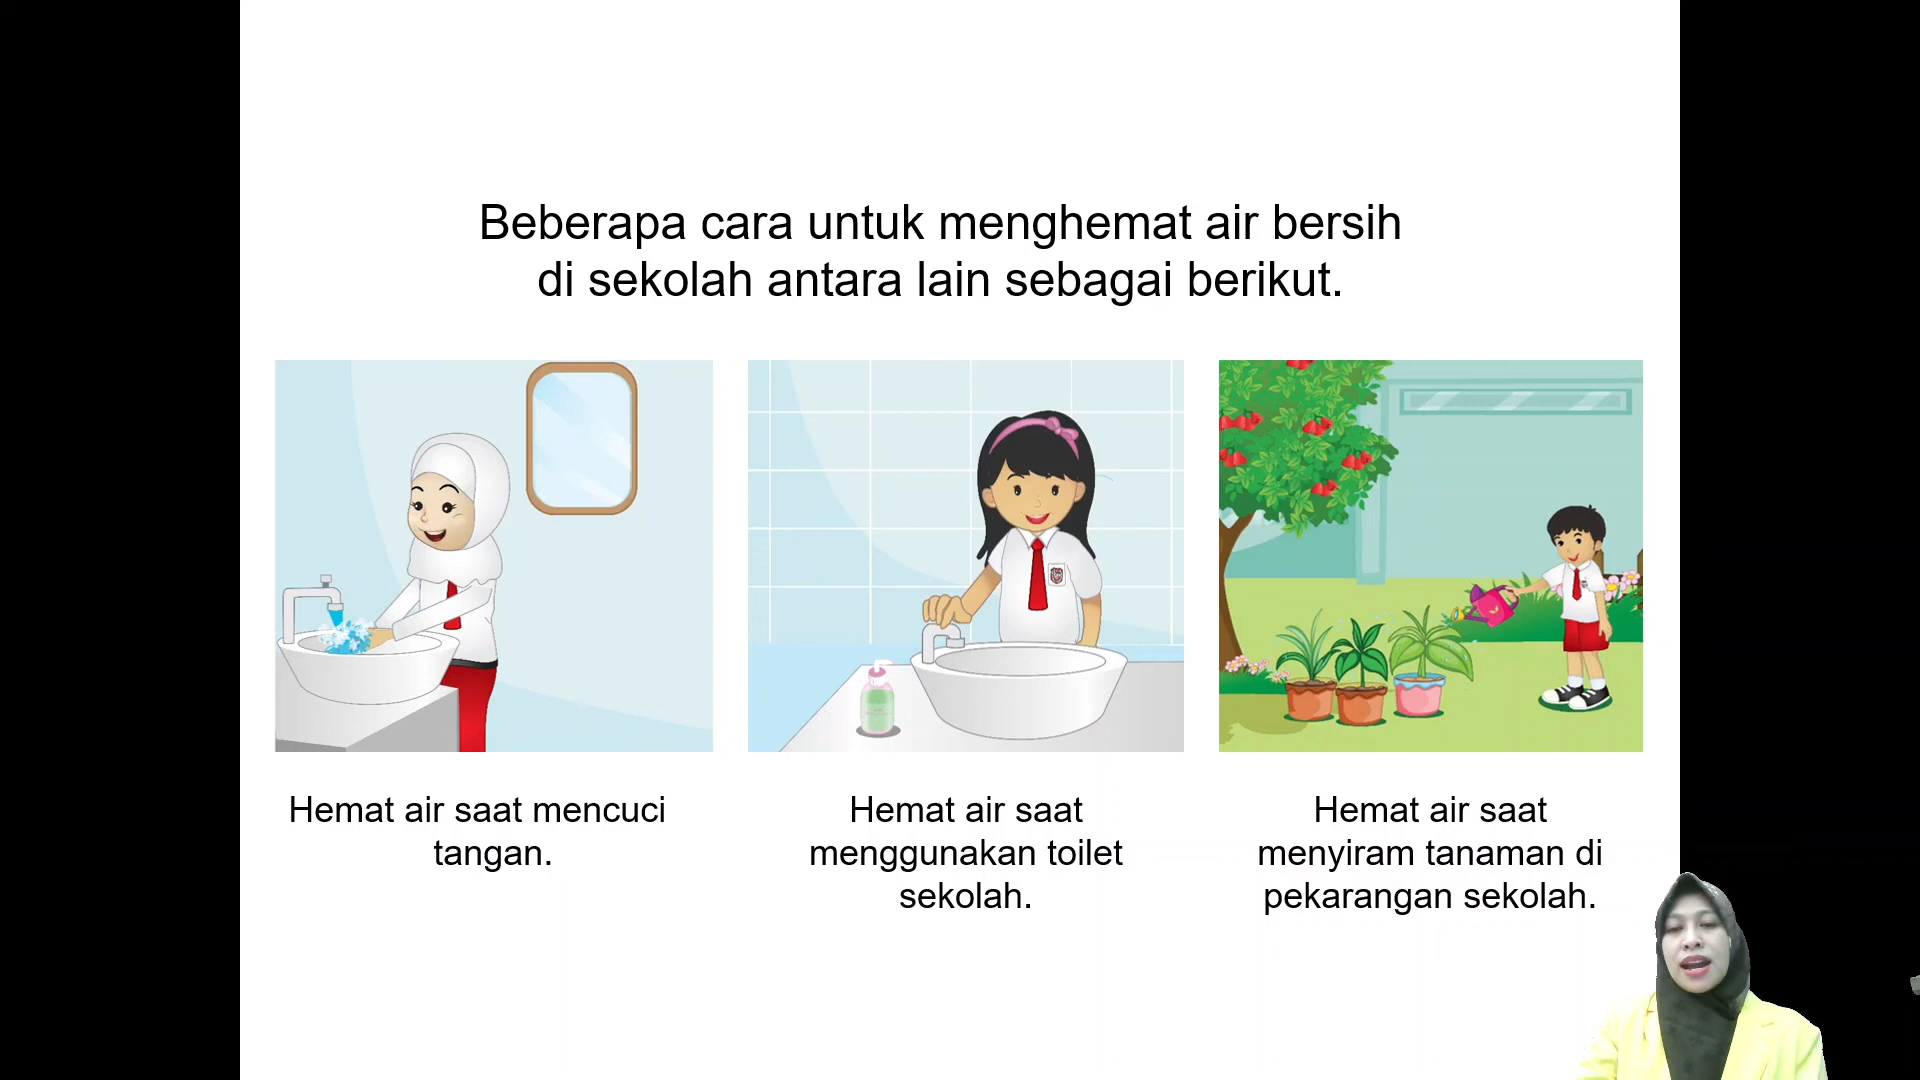 Beberapa cara untuk menghemat air bersih
di sekolah antara lain sebagai berikut.
Hemat air saat mencuci
tangan.
Hemat air saat
menggunakan toilet
sekolah.
Hemat air saat
menyiram tanaman di
pekarangan sekolah.